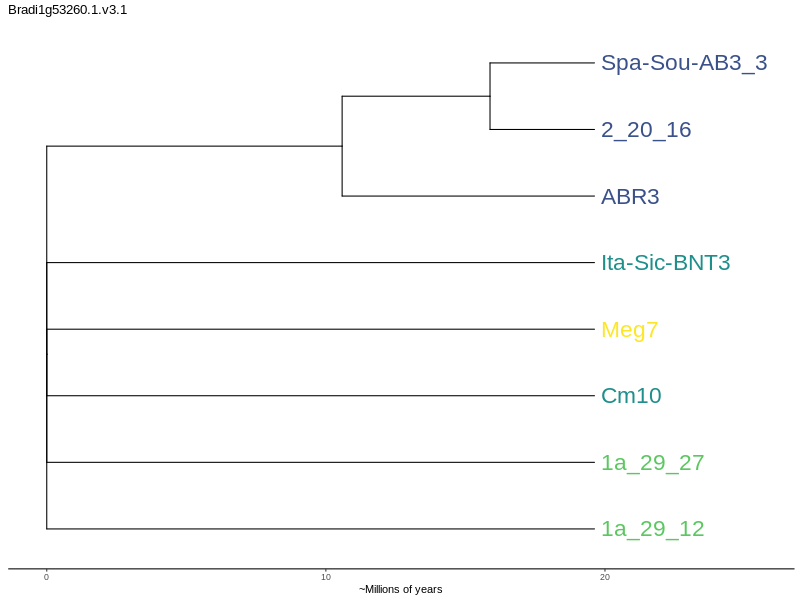 Bradi1g53260.1.v3.1
Spa-Sou-AB3_3
2_20_16
ABR3
Ita-Sic-BNT3
Meg7
Cm10
1a_29_27
1a_29_12
0 10 20
~Millions of years